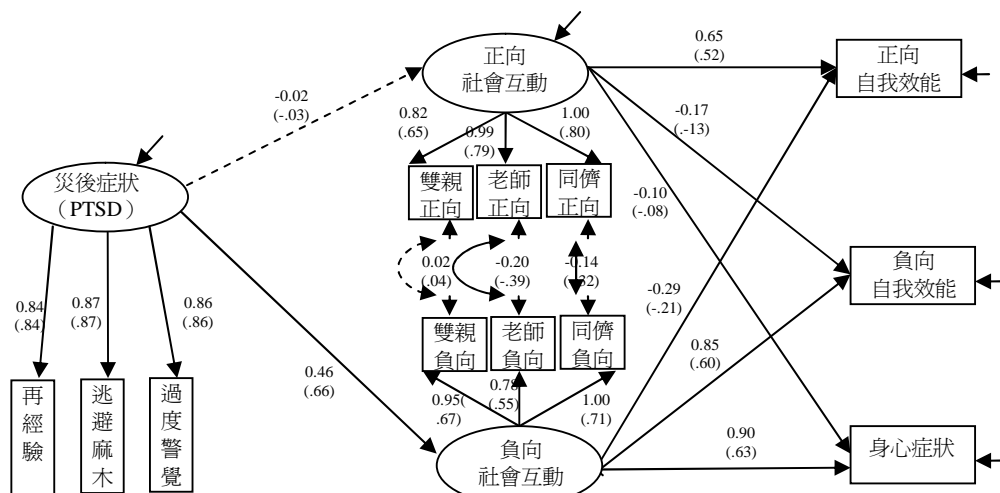 正向
社會互動
0.65
(.52)
正向
自我效能
-0.02
(-.03)
-0.17
(.-13)
0.82
(.65)
0.99
(.79)
1.00
(.80)
災後症狀
（PTSD）
雙親
正向
老師
正向
同儕
正向
-0.10
(-.08)
0.02
(.04)
-0.20
(-.39)
-0.14
(-.32)
負向
自我效能
-0.29
(-.21)
0.84
(.84)
0.87
(.87)
0.86
(.86)
雙親
負向
老師
負向
同儕
負向
0.85
(.60)
0.46
(.66)
0.95(
.67)
0.78
(.55)
1.00
(.71)
再經驗
逃避麻木
過度警覺
負向
社會互動
0.90
(.63)
身心症狀